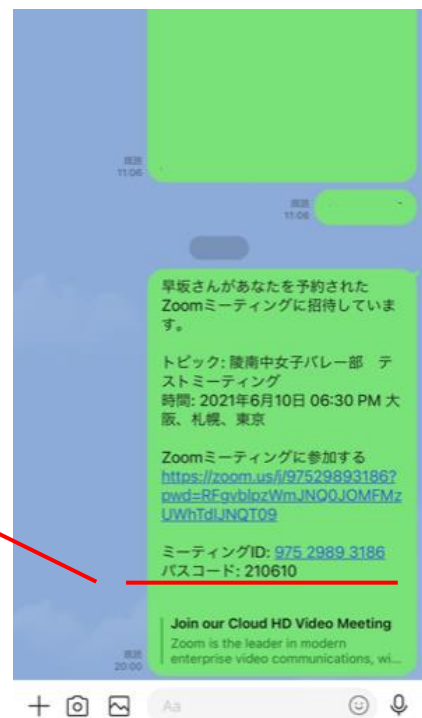 既読
11:06
既読
11:06
早坂さんがあなたを予約された
Zoomミーティングに招待していま
す。
トピック: 陵南中女子バレー部　テ
ストミーティング
時間: 2021年6月10日 06:30 PM 大
阪、札幌、東京
Zoomミーティングに参加する
https://zoom.us/j/97529893186?
ミーティングID: 975 2989 3186
パスコード: 210610
Join our Cloud HD Video Meeting
Zoom is the leader in modern
enterprise video communications, wi...
既読
20:00
Aa